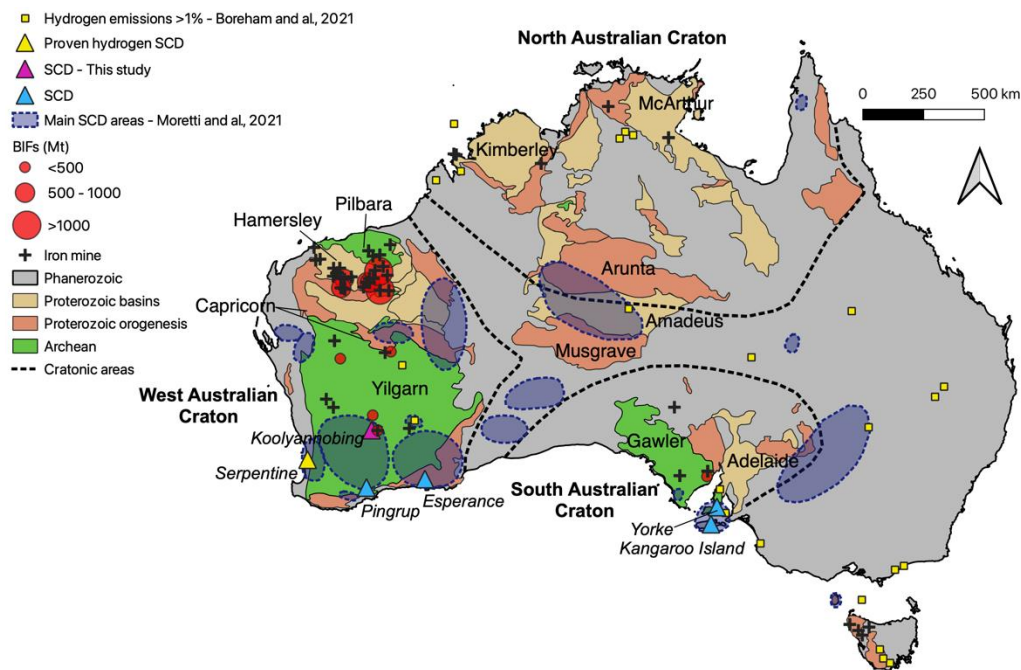 Hydrogen emissions >1% - Boreham and al., 2021
Proven hydrogen SCD
SCD - This study
SCD
Main SCD areas - Moretti and al., 2021
BIFs (Mt)
<500
500 - 1000
>1000
Iron mine
Phanerozoic
Proterozoic basins
Proterozoic orogenesis
Archean
Cratonic areas
North Australian Craton
0 250 500 km
McArthur
Kimberley
Pilbara
Hamersley
Arunta
Capricorn
Amadeus
Musgrave
Yilgarn
West Australian
Craton
Koolyannobing
Gawler
Adelaide
Serpentine
Esperance
South Australian
Craton
Pingrup
Yorke
Kangaroo Island